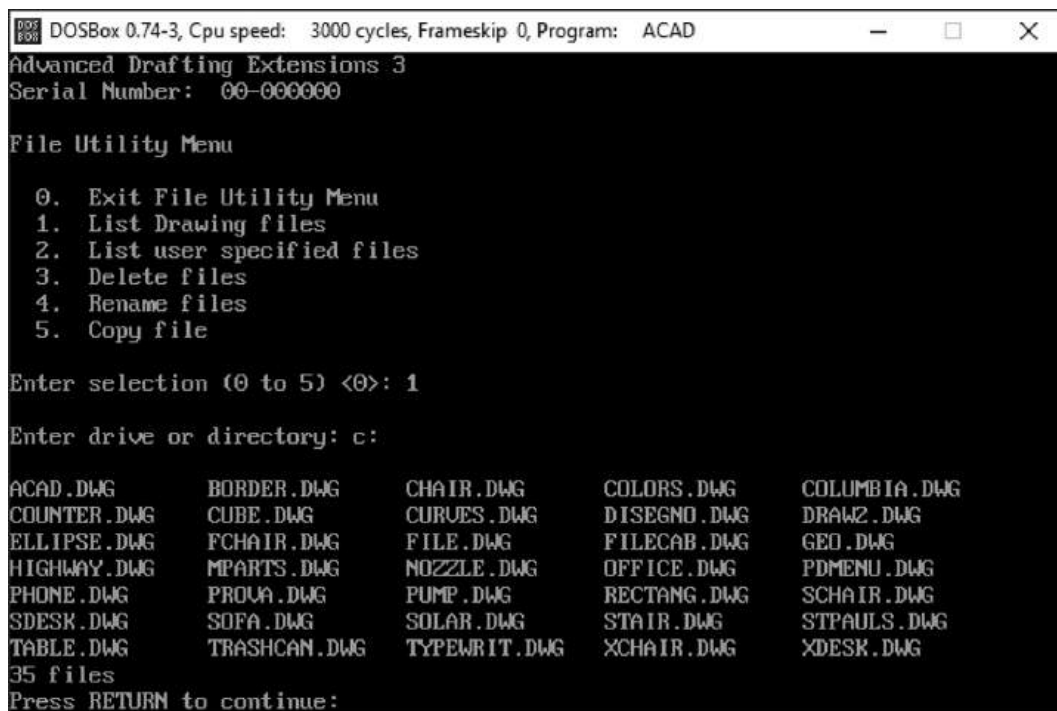 DOSBox 0.74-3, Cpu speed: 3000 cycles, Frameskip 0, Program: ACAD
Advanced Drafting Extensions 3
Serial Number: 00-000000
File Utility Menu
0. Exit File Utility Menu
1. List Drawing files
2. List user specified files
3. Delete files
4. Rename files
5. Copy file
Enter selection (0 to 5) <0>: 1
Enter drive or directory: c:
ACAD.DWG BORDER.DWG CHAIR.DWG COLORS.DWG COLUMBIA.DWG
COUNTER.DWG CUBE.DWG CURVES.DWG DISEGNO.DWG DRAW2.DWG
ELLIPSE.DWG FCHAIR.DWG FILE.DWG FILECAB.DWG GEO.DWG
HIGHWAY.DWG MPARTS.DWG NOZZLE.DWG OFFICE.DWG PDMENU.DWG
PHONE.DWG PROVA.DWG PUMP.DWG RECTANG.DWG SCHAIR.DWG
SDESK.DWG SOFA.DWG SOLAR.DWG STAIR.DWG STPAULS.DWG
TABLE.DWG TRASHCAN.DWG TYPEWRIT.DWG XCHAIR.DWG XDESK.DWG
35 files
Press RETURN to continue: